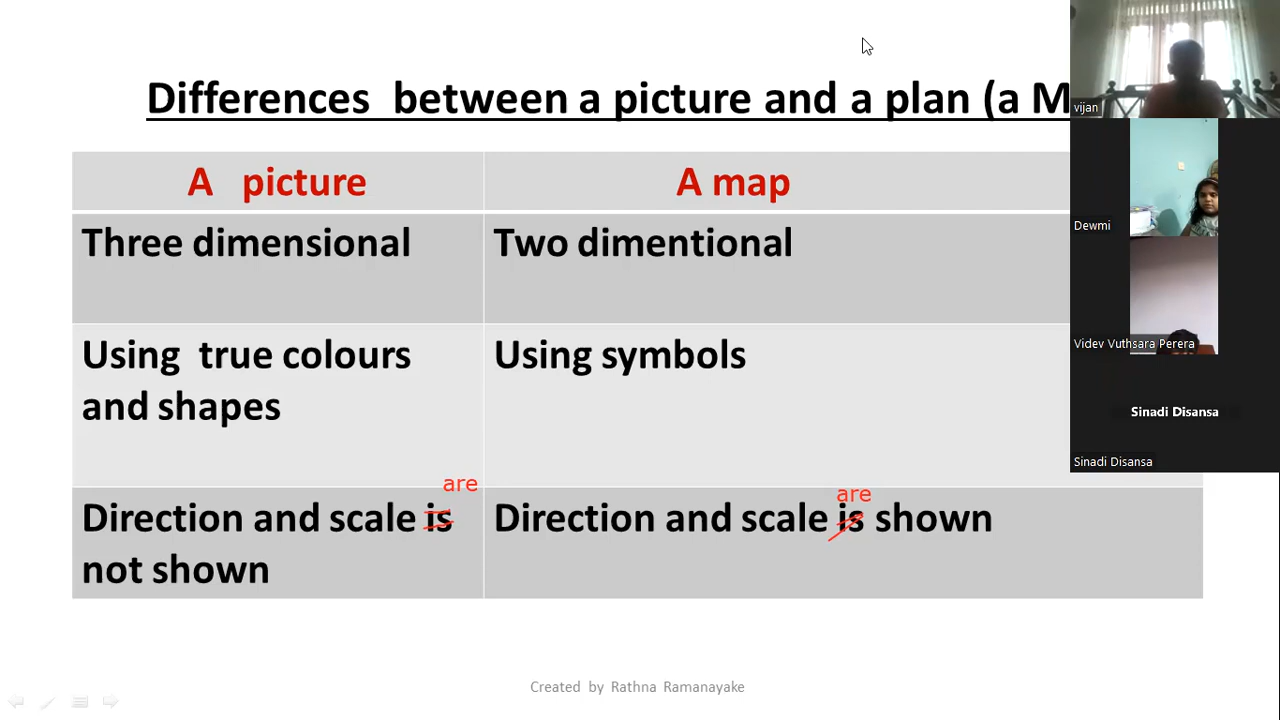 Differences between a picture and a plan (a M
A picture
A map
Three dimensional
Two dimentional
Using true colours
and shapes
Using symbols
are
Direction and scale is
not shown
are
Direction and scale is shown
Created by Rathna Ramanayake
vijan
Dewmi
Videv Vuthsara Perera
Sinadi Disansa
Sinadi Disansa